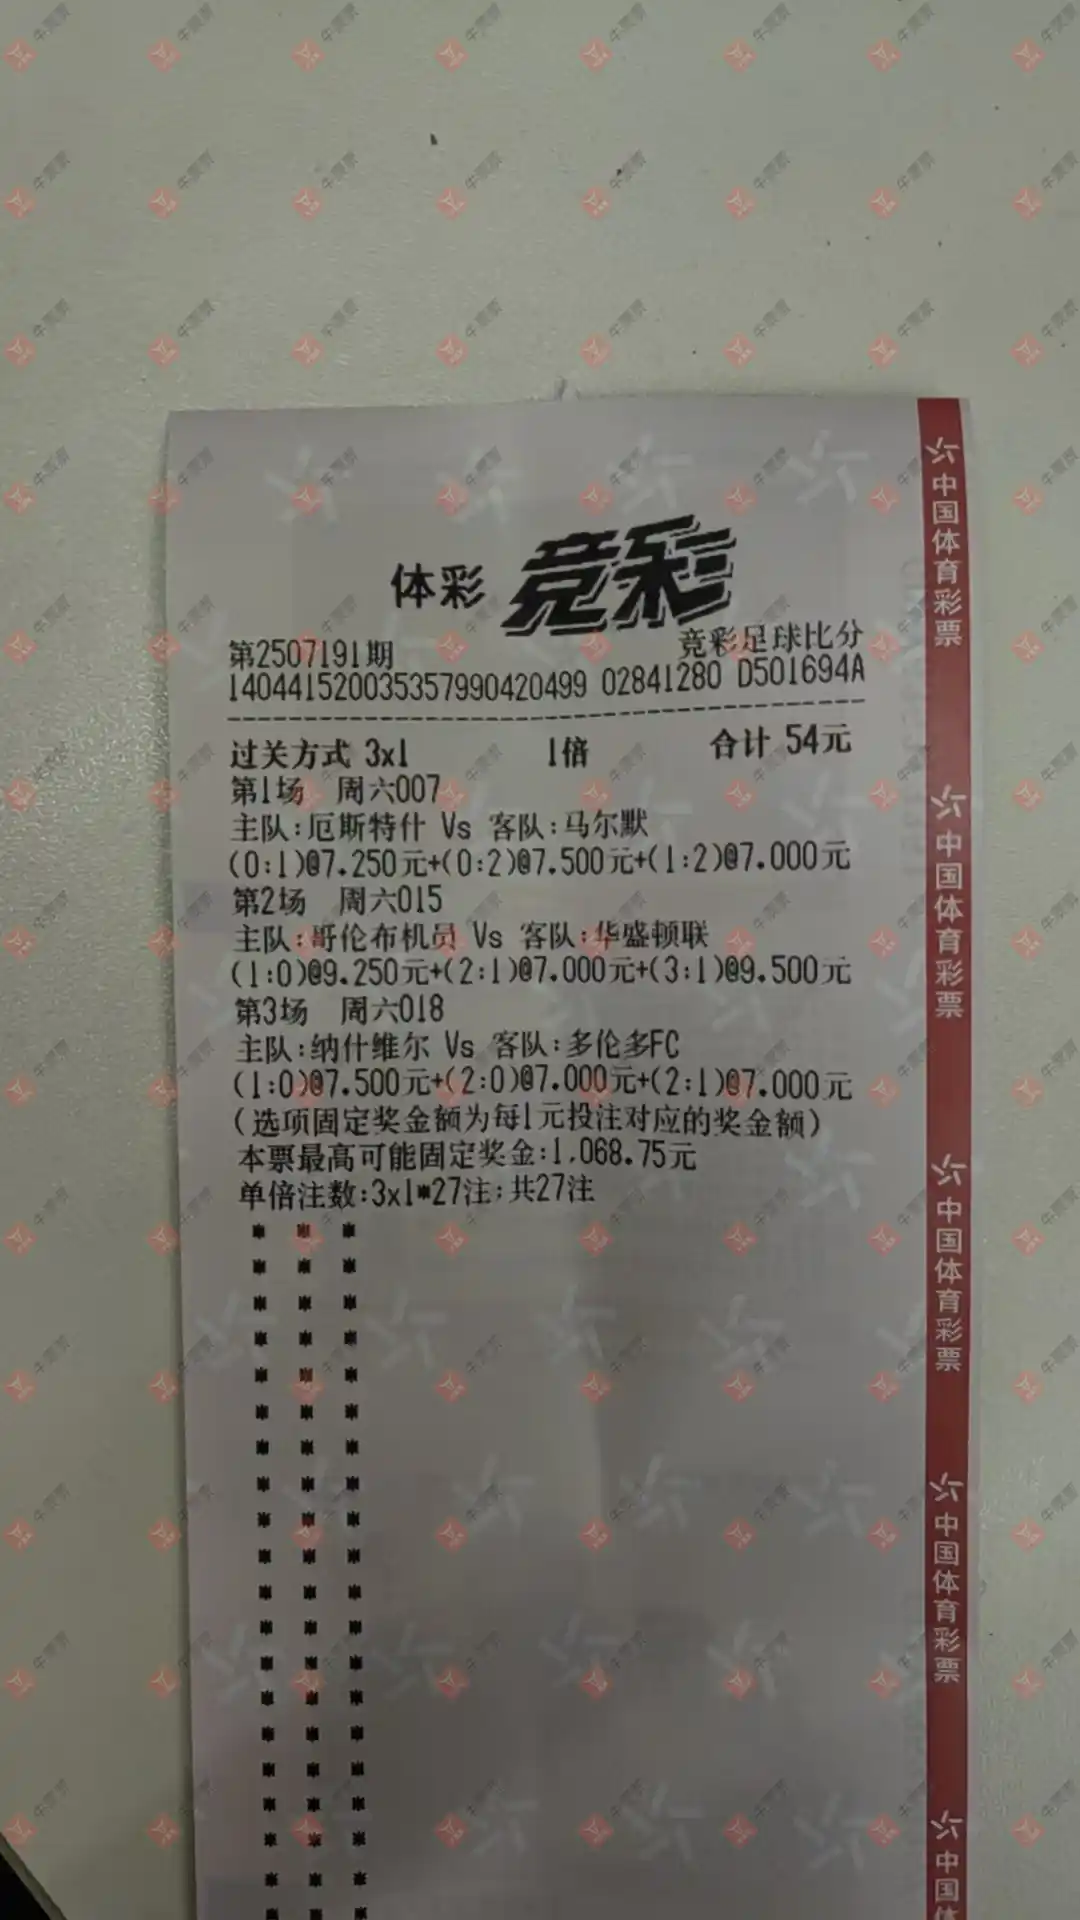 体彩 竞彩
竞彩足球比分
第2507191期
140441520035357990420499 02841280 D501694A
过关方式 3x1 1倍 合计 54元
第1场 周六007
主队:厄斯特什 Vs 客队:马尔默
(0:1)@7.250元+(0:2)@7.500元+(1:2)@7.000元
第2场 周六015
主队:哥伦布机员 Vs 客队:华盛顿联
(1:0)@9.250元+(2:1)@7.000元+(3:1)@9.500元
第3场 周六018
主队:纳什维尔 Vs 客队:多伦多FC
(1:0)@7.500元+(2:0)@7.000元+(2:1)@7.000元
(选项固定奖金额为每1元投注对应的奖金额)
本票最高可能固定奖金:1,068.75元
单倍注数:3x1*27注;共27注
中国体育彩票
中国体育彩票
中国体育彩票
中国体育彩票
中国体